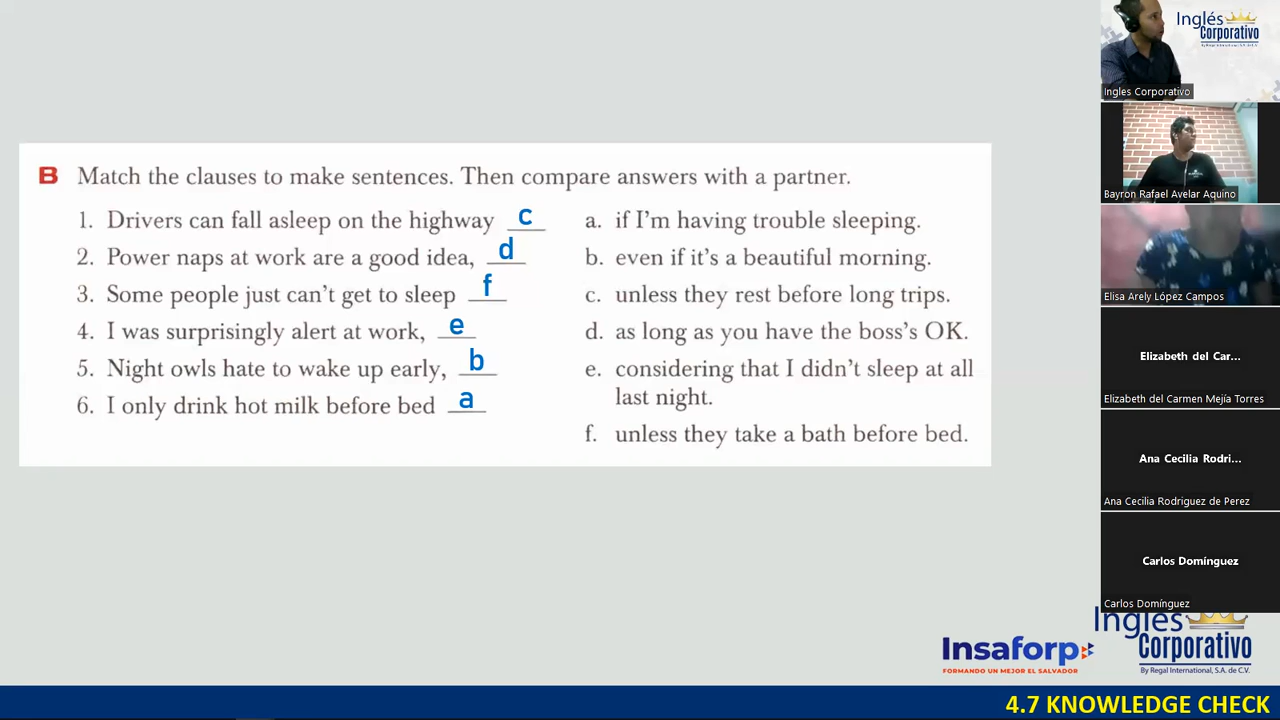 B Match the clauses to make sentences. Then compare answers with a partner.
1. Drivers can fall asleep on the highway c
2. Power naps at work are a good idea, d
3. Some people just can't get to sleep f
4. I was surprisingly alert at work, e
5. Night owls hate to wake up early, b
6. I only drink hot milk before bed a
a. if I'm having trouble sleeping.
b. even if it's a beautiful morning.
c. unless they rest before long trips.
d. as long as you have the boss's OK.
e. considering that I didn't sleep at all
last night.
f. unless they take a bath before bed.
Inglés
Corporativo
By Regal International, S.A. de C.V.
Ingles Corporativo
Bayron Rafael Avelar Aquino
Elisa Arely López Campos
Elizabeth del Car...
Elizabeth del Carmen Mejía Torres
Ana Cecilia Rodri...
Ana Cecilia Rodriguez de Perez
Carlos Domínguez
Carlos Domínguez
Insaforp
FORMANDO UN MEJOR EL SALVADOR
Inglés
Corporativo
By Regal International, S.A. de C.V.
4.7 KNOWLEDGE CHECK